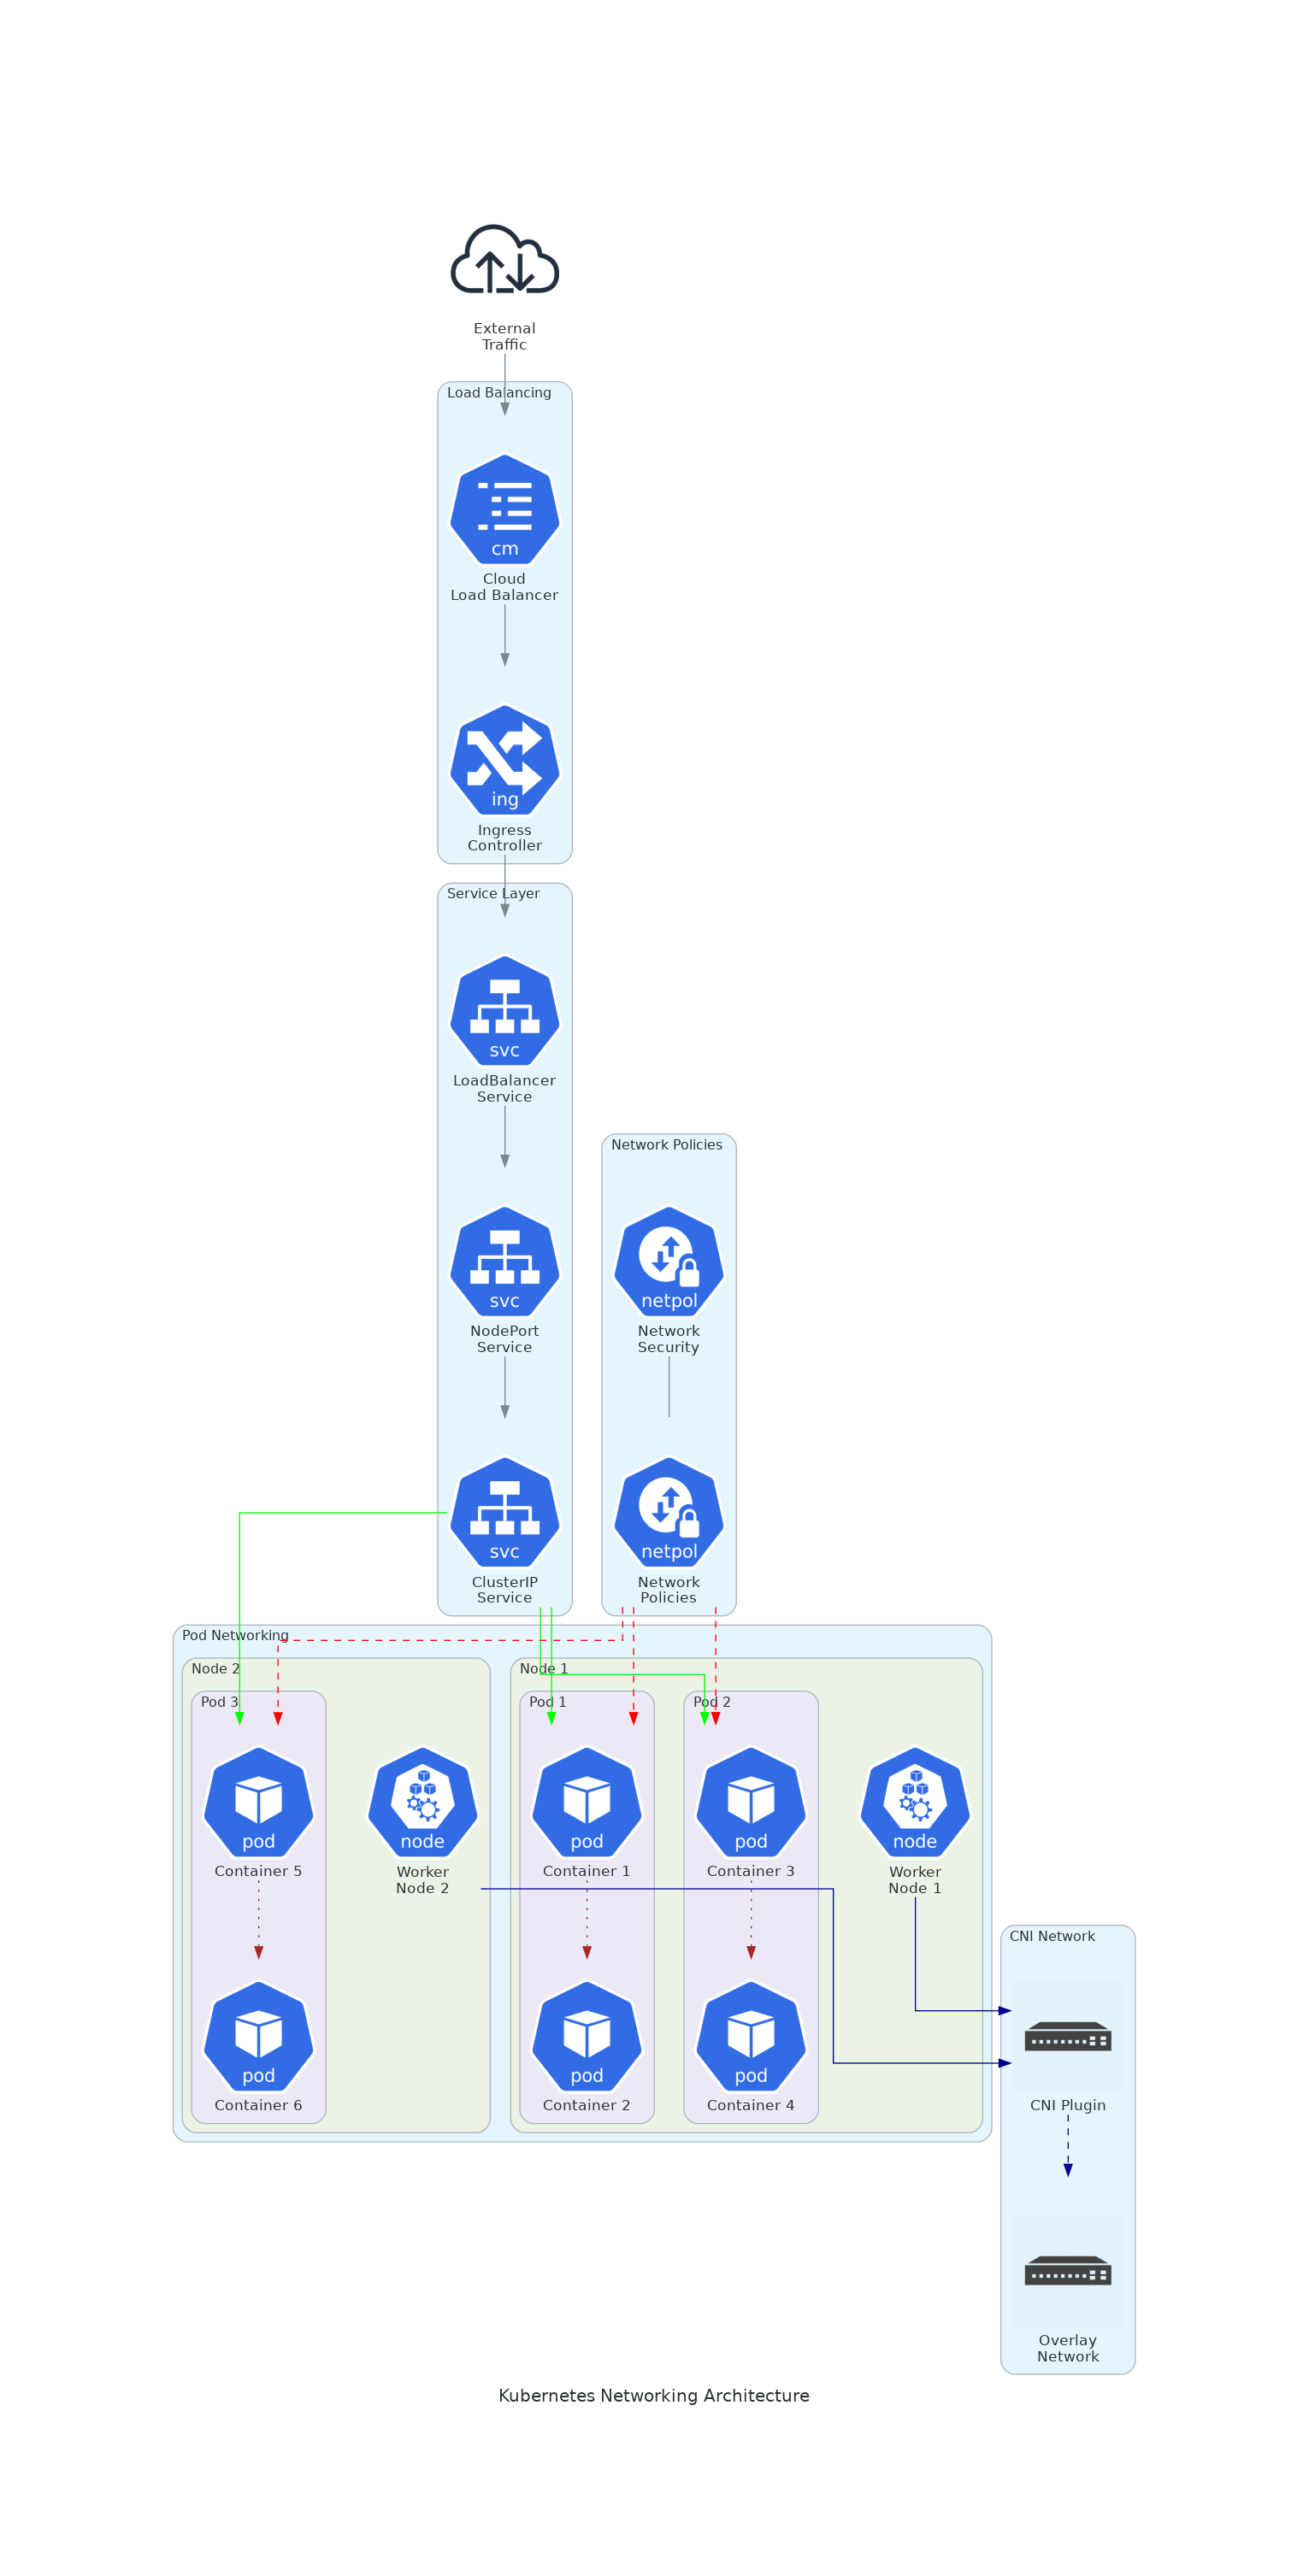 External
Traffic
Load Balancing
cm
Cloud
Load Balancer
ing
Ingress
Controller
Service Layer
svc
LoadBalancer
Service
Network Policies
svc
NodePort
Service
netpol
Network
Security
svc
ClusterIP
Service
netpol
Network
Policies
Pod Networking
Node 2
Node 1
Pod 3
Pod 1
Pod 2
pod
Container 5
node
Worker
Node 2
pod
Container 1
pod
Container 3
node
Worker
Node 1
CNI Network
pod
Container 6
pod
Container 2
pod
Container 4
CNI Plugin
Overlay
Network
Kubernetes Networking Architecture